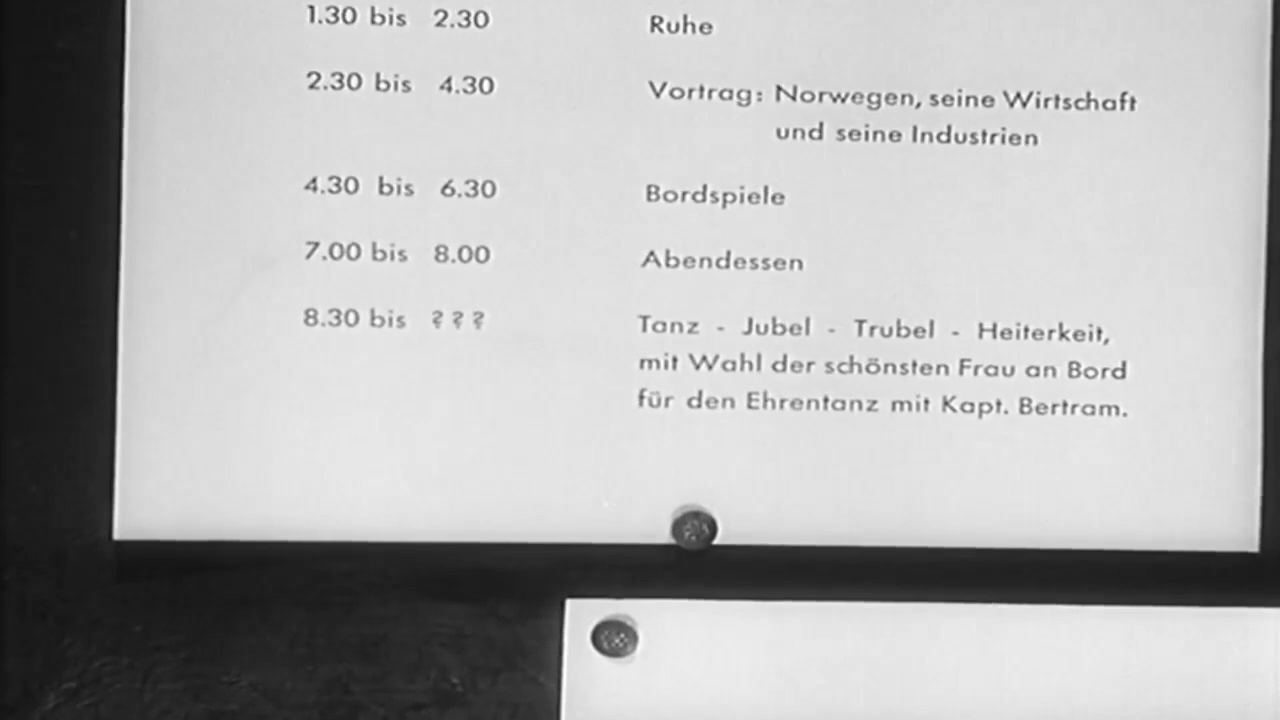 1.30 bis 2.30 Ruhe
2.30 bis 4.30 Vortrag: Norwegen, seine Wirtschaft
und seine Industrien
4.30 bis 6.30 Bordspiele
7.00 bis 8.00 Abendessen
8.30 bis ??? Tanz - Jubel - Trubel - Heiterkeit,
mit Wahl der schönsten Frau an Bord
für den Ehrentanz mit Kapt. Bertram.